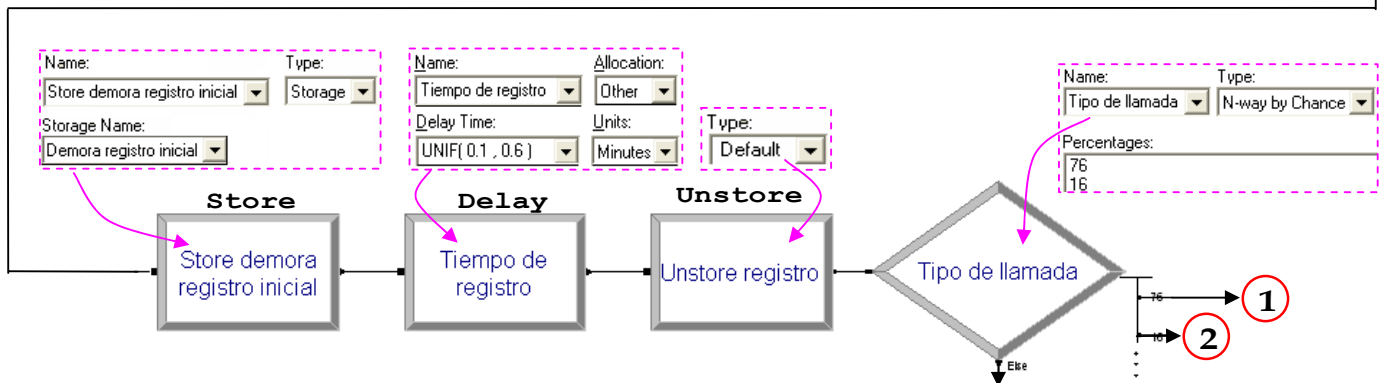 Name:
Type:
Store demora registro inicial
Storage
Storage Name:
Demora registro inicial
Name:
Allocation:
Tiempo de registro
Other
Delay Time:
Units:
UNIF( 0.1 , 0.6 )
Minutes
Type:
Default
Name:
Type:
Tipo de llamada
N-way by Chance
Percentages:
76
16
Store
Delay
Unstore
Store demora
registro inicial
Tiempo de
registro
Unstore registro
Tipo de llamada
76
1
16
2
Else